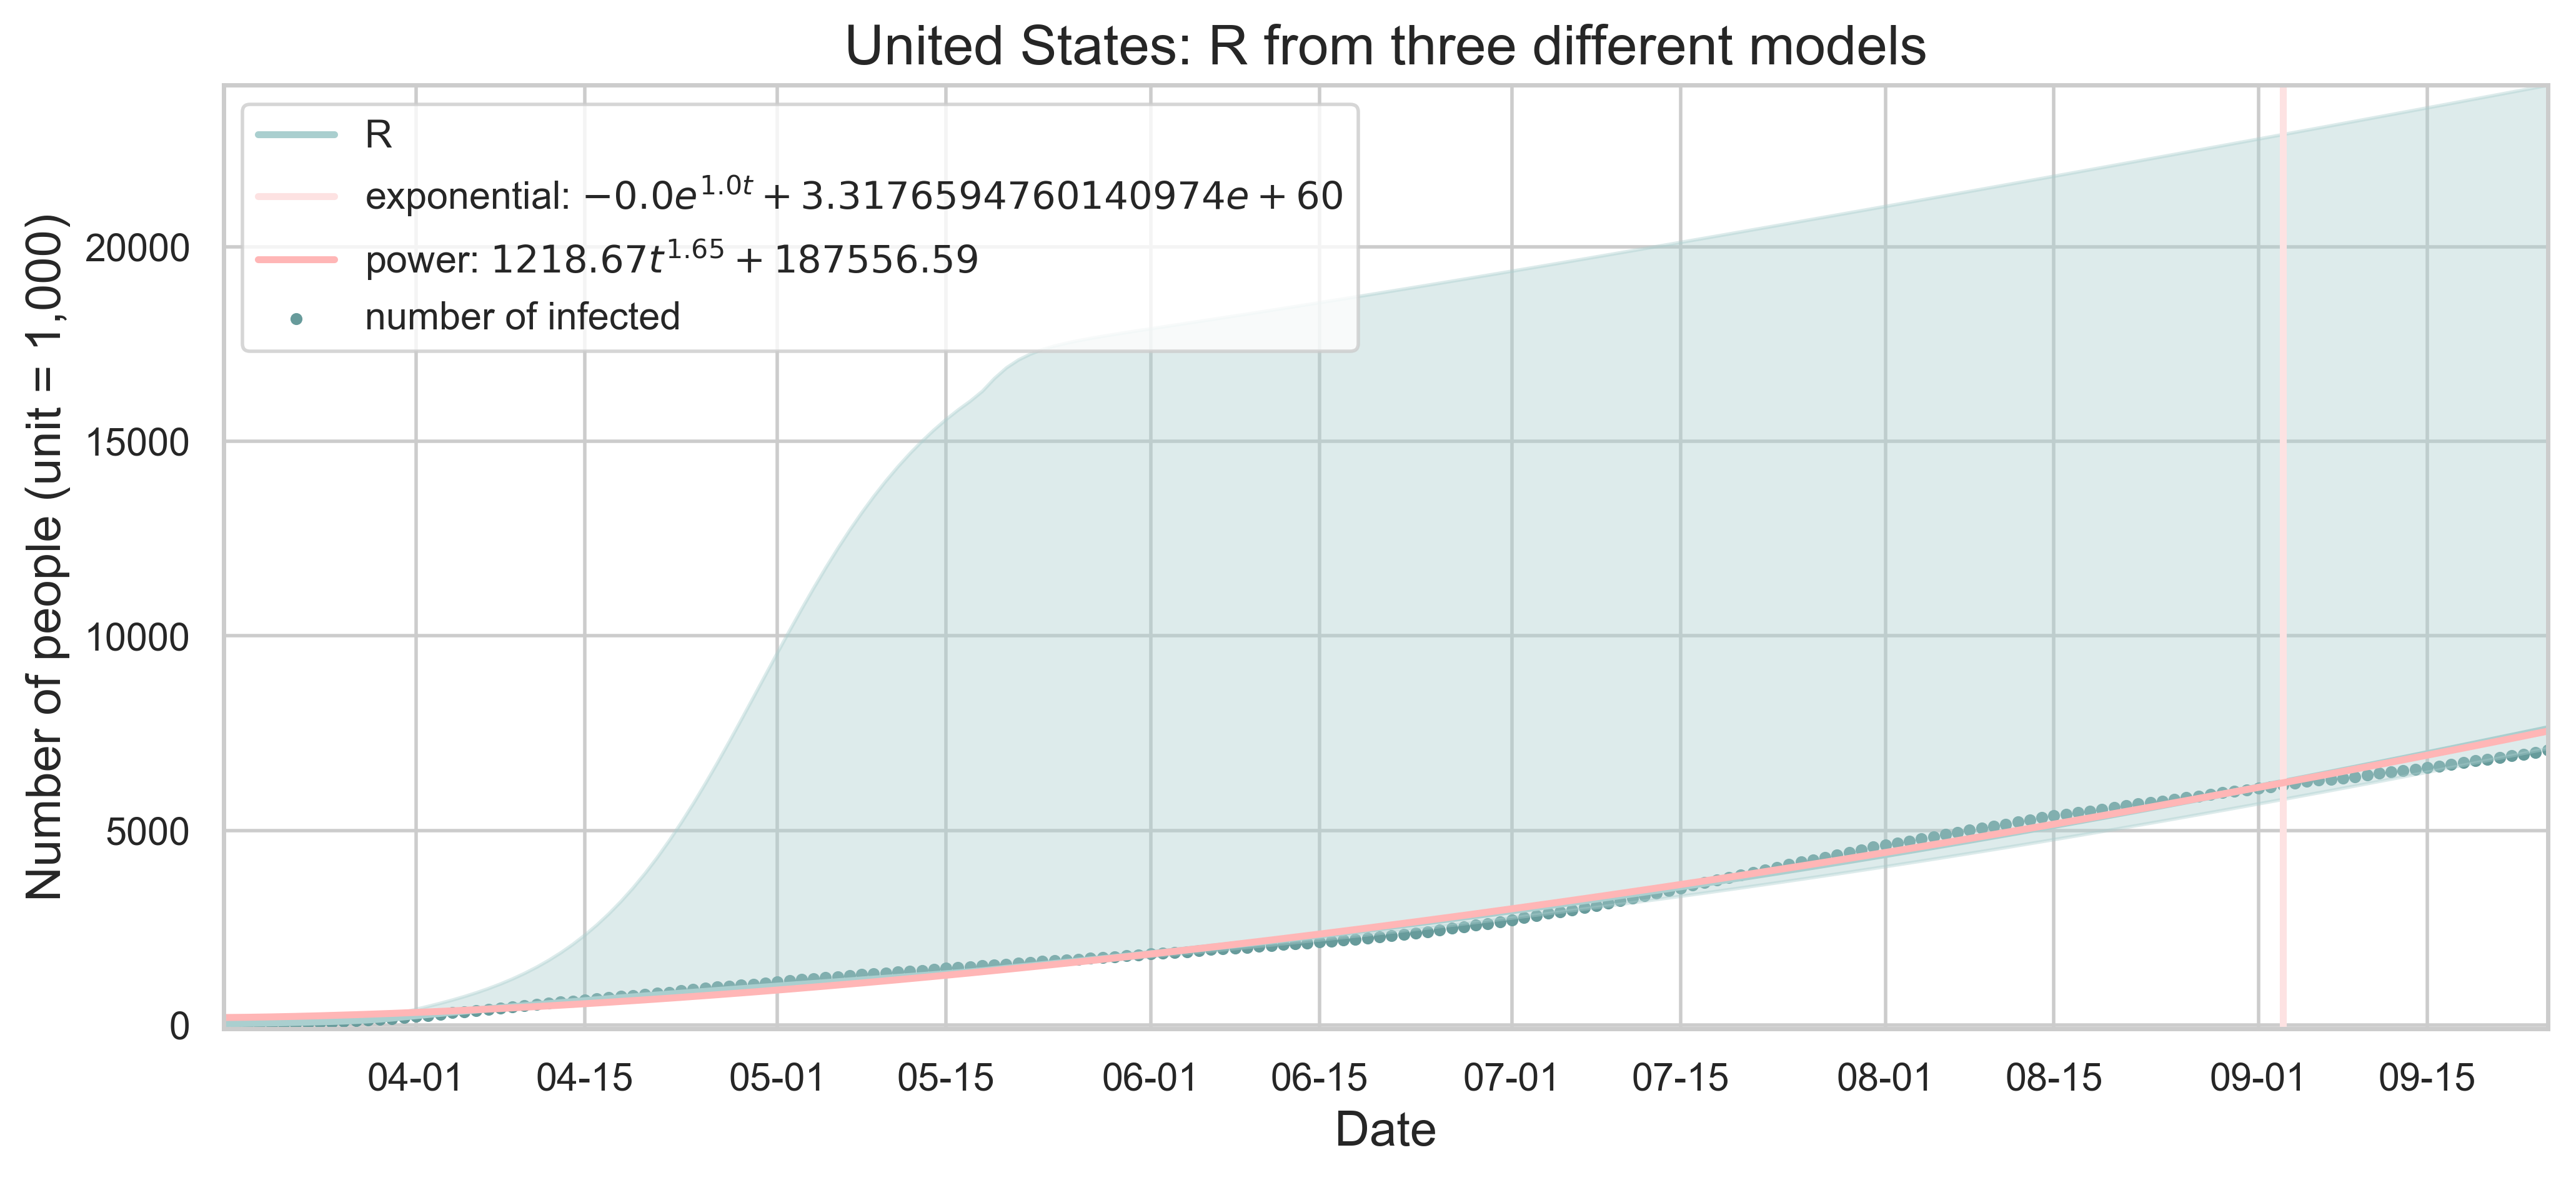 United States: R from three different models
R
exponential: −0.0e^1.0t + 3.3176594760140974e + 60
power: 1218.67t^1.65 + 187556.59
number of infected
Number of people (unit = 1,000)
20000
15000
10000
5000
0
04-01 04-15 05-01 05-15 06-01 06-15 07-01 07-15 08-01 08-15 09-01 09-15
Date